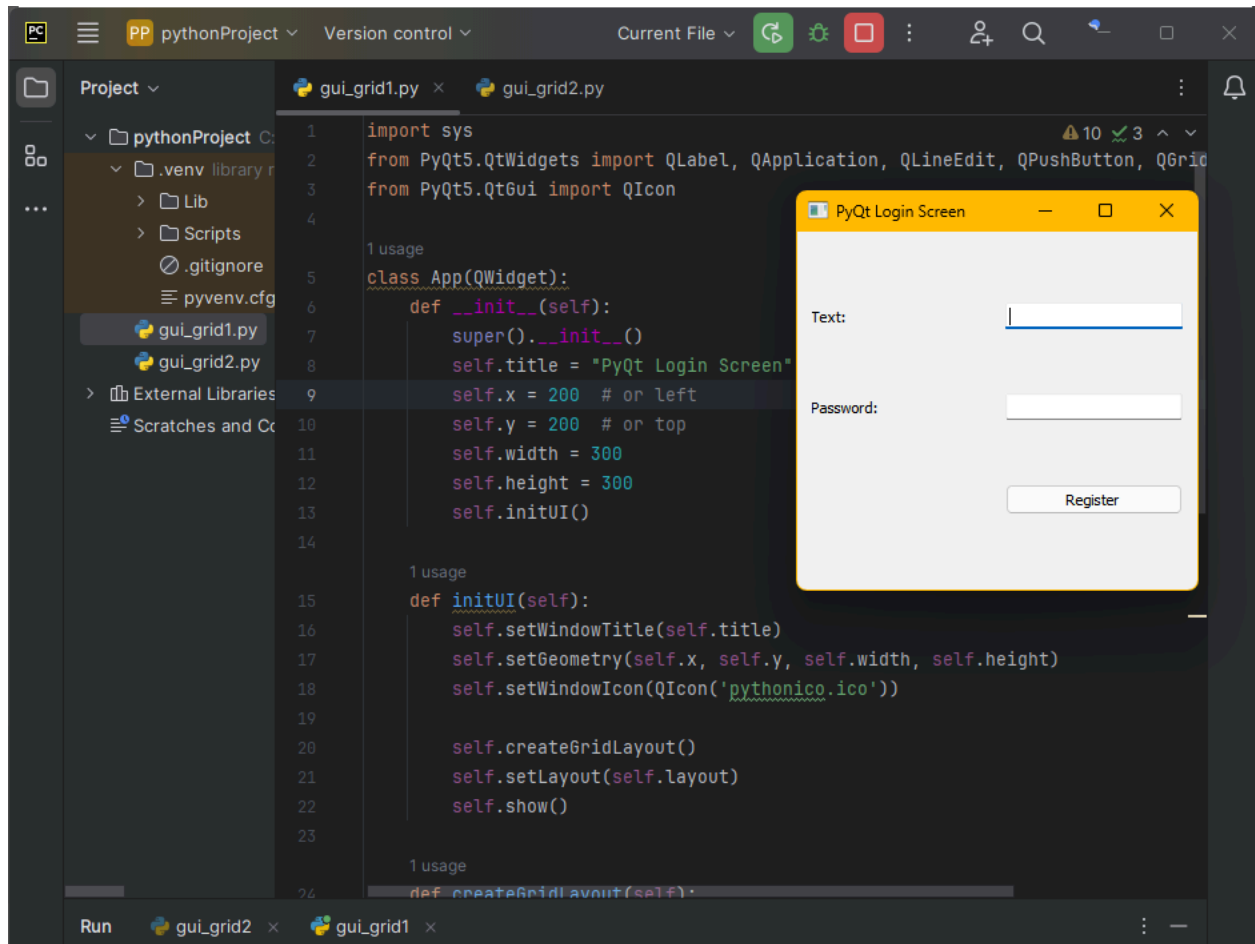 PC
PP pythonProject
Version control
Current File
Project
gui_grid1.py
gui_grid2.py
pythonProject C:
.venv library r
Lib
Scripts
.gitignore
pyvenv.cfg
gui_grid1.py
gui_grid2.py
External Libraries
Scratches and Co
10 3
1 import sys
2 from PyQt5.QtWidgets import QLabel, QApplication, QLineEdit, QPushButton, QGrid
3 from PyQt5.QtGui import QIcon
4
1 usage
5 class App(QWidget):
6 def __init__(self):
7 super().__init__()
8 self.title = "PyQt Login Screen"
9 self.x = 200 # or left
10 self.y = 200 # or top
11 self.width = 300
12 self.height = 300
13 self.initUI()
14
1 usage
15 def initUI(self):
16 self.setWindowTitle(self.title)
17 self.setGeometry(self.x, self.y, self.width, self.height)
18 self.setWindowIcon(QIcon('pythonico.ico'))
19
20 self.createGridLayout()
21 self.setLayout(self.layout)
22 self.show()
23
1 usage
24 def createGridLayout(self):
PyQt Login Screen
Text:
Password:
Register
Run gui_grid2 gui_grid1